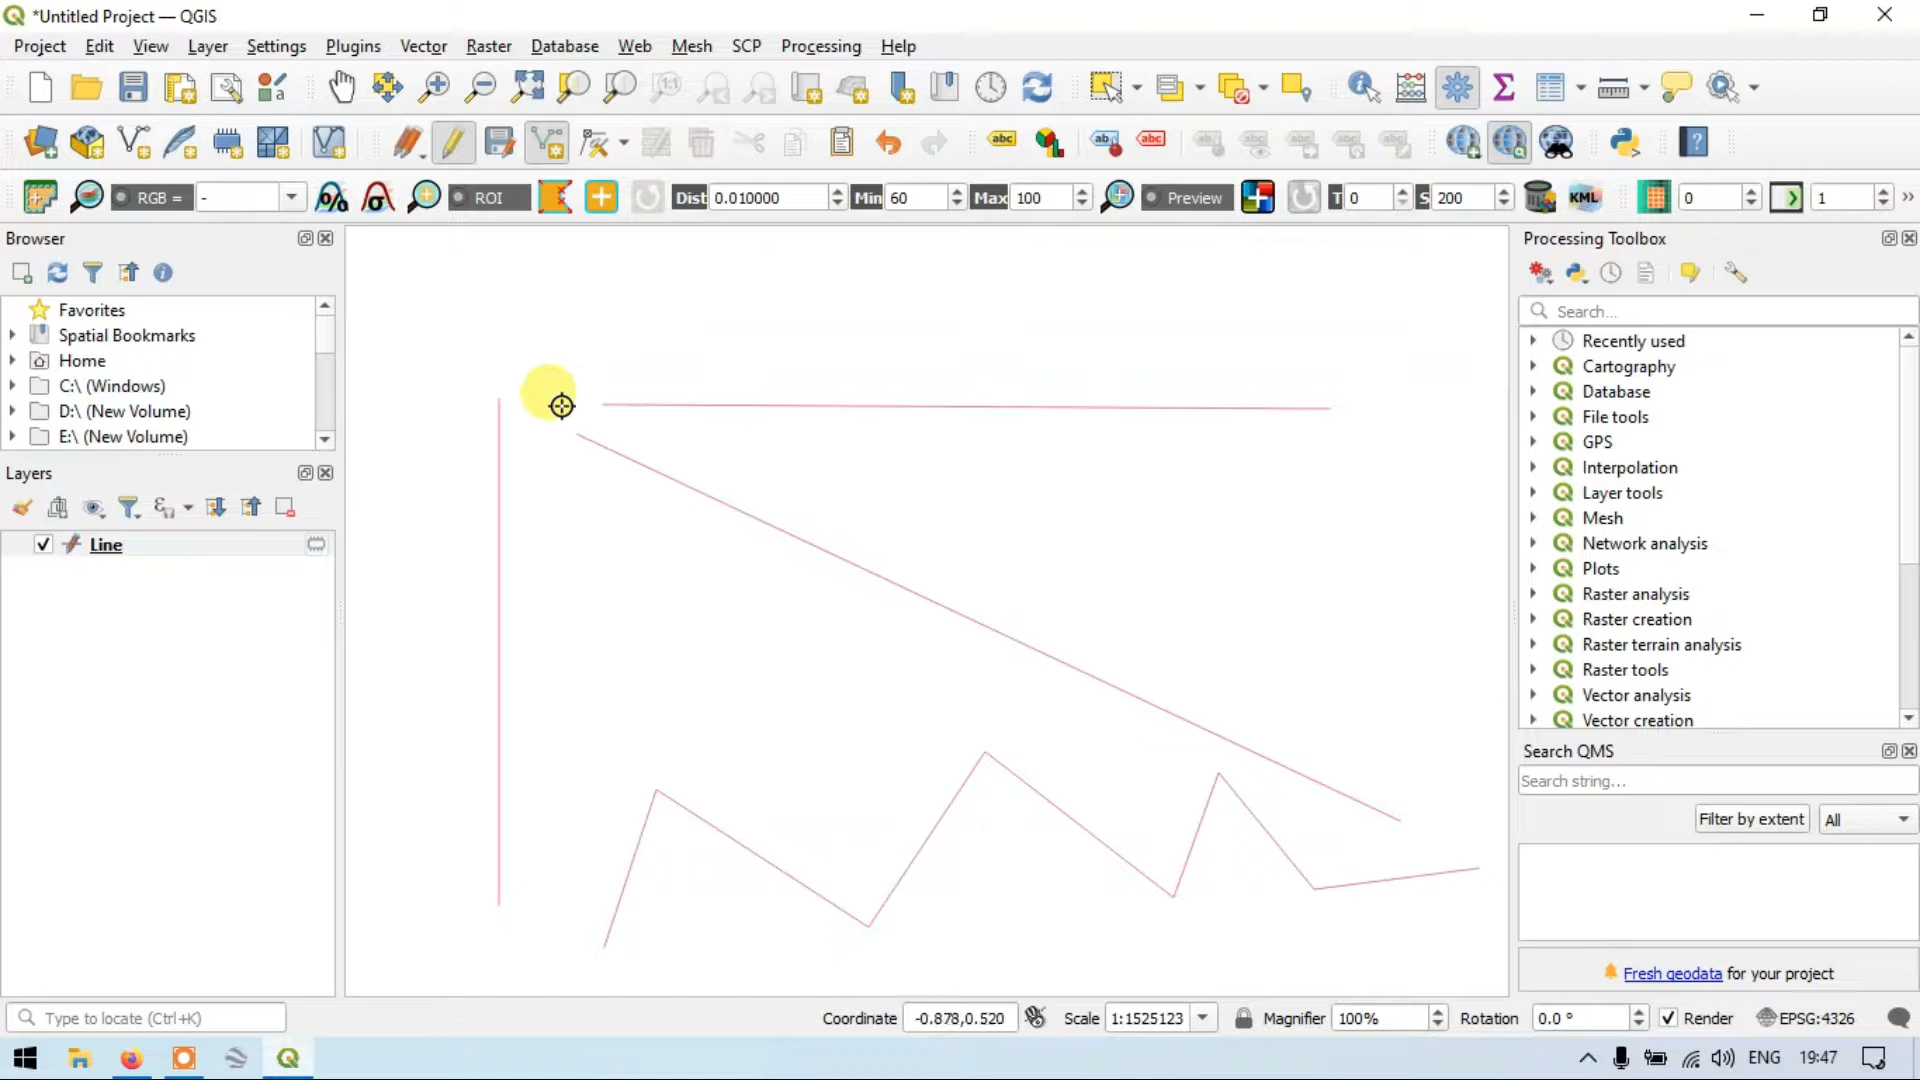 *Untitled Project — QGIS
Project Edit View Layer Settings Plugins Vector Raster Database Web Mesh SCP Processing Help
RGB = - ROI Dist 0.010000 Min 60 Max 100 Preview T 0 S 200 KML 0 1 »
Browser
Favorites
Spatial Bookmarks
Home
C:\ (Windows)
D:\ (New Volume)
E:\ (New Volume)
Layers
Line
Processing Toolbox
Search...
Recently used
Cartography
Database
File tools
GPS
Interpolation
Layer tools
Mesh
Network analysis
Plots
Raster analysis
Raster creation
Raster terrain analysis
Raster tools
Vector analysis
Vector creation
Search QMS
Search string...
Filter by extent All
Fresh geodata for your project
Type to locate (Ctrl+K) Coordinate -0.878,0.520 Scale 1:1525123 Magnifier 100% Rotation 0.0 ° Render EPSG:4326
ENG 19:47